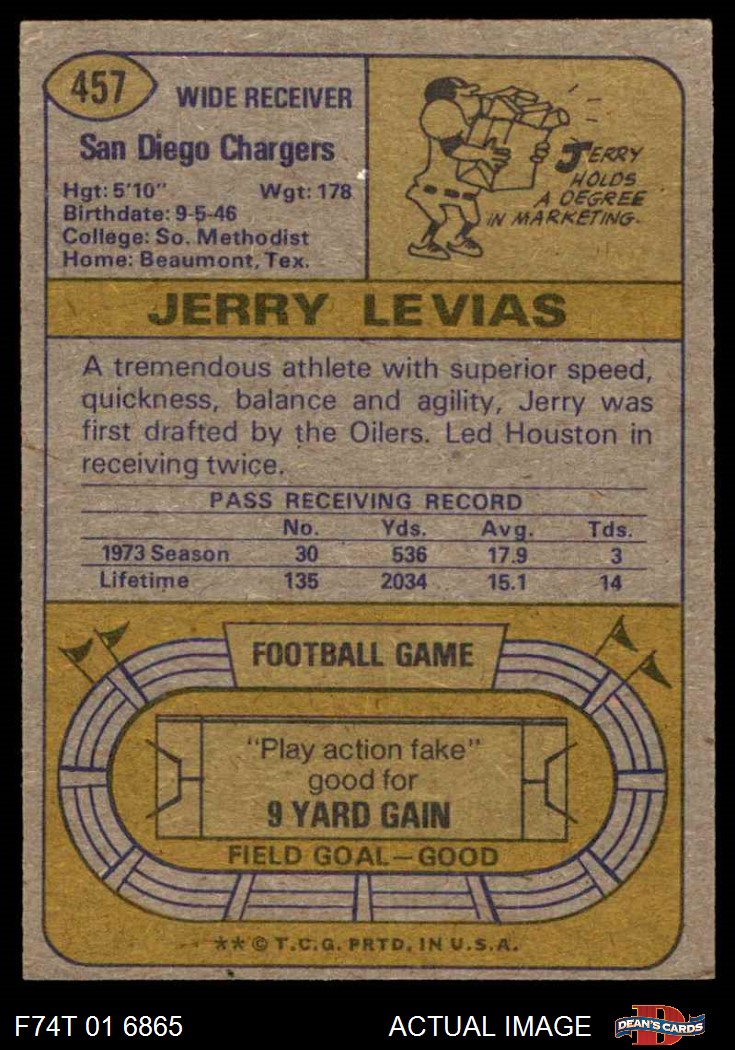 457
WIDE RECEIVER
San Diego Chargers
Hgt: 5'10" Wgt: 178
Birthdate: 9-5-46
College: So. Methodist
Home: Beaumont, Tex.
JERRY
HOLDS
A DEGREE
IN MARKETING.
JERRY LEVIAS
A tremendous athlete with superior speed,
quickness, balance and agility, Jerry was
first drafted by the Oilers. Led Houston in
receiving twice.
PASS RECEIVING RECORD
No. Yds. Avg. Tds.
1973 Season 30 536 17.9 3
Lifetime 135 2034 15.1 14
FOOTBALL GAME
"Play action fake"
good for
9 YARD GAIN
FIELD GOAL—GOOD
** © T.C.G. PRTD. IN U.S.A.
F74T 01 6865 ACTUAL IMAGE
D
DEAN'S CARDS